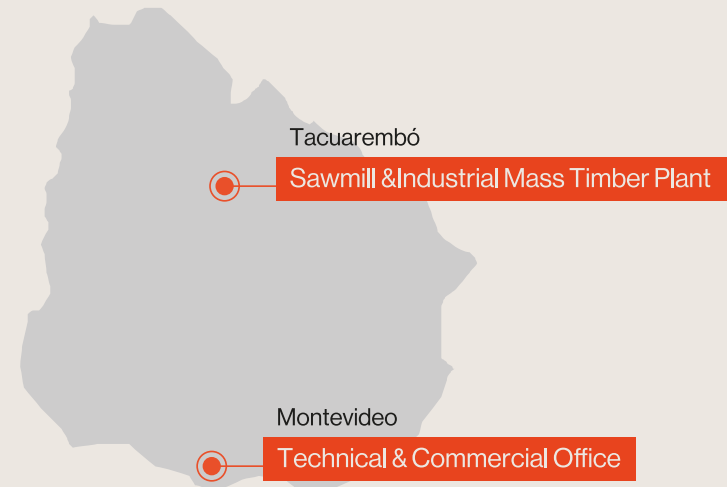 Tacuarembó
Sawmill &Industrial Mass Timber Plant
Montevideo
Technical & Commercial Office